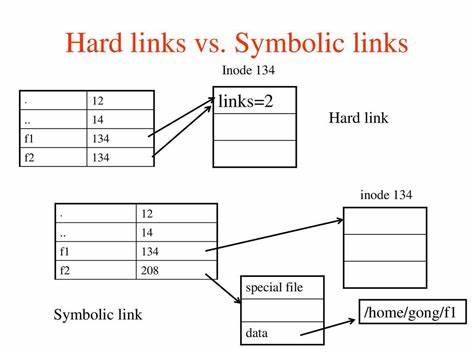 Hard links vs. Symbolic links
Inode 134
. 12
.. 14
f1 134
f2 134
links=2
Hard link
inode 134
. 12
.. 14
f1 134
f2 208
special file
data
/home/gong/f1
Symbolic link